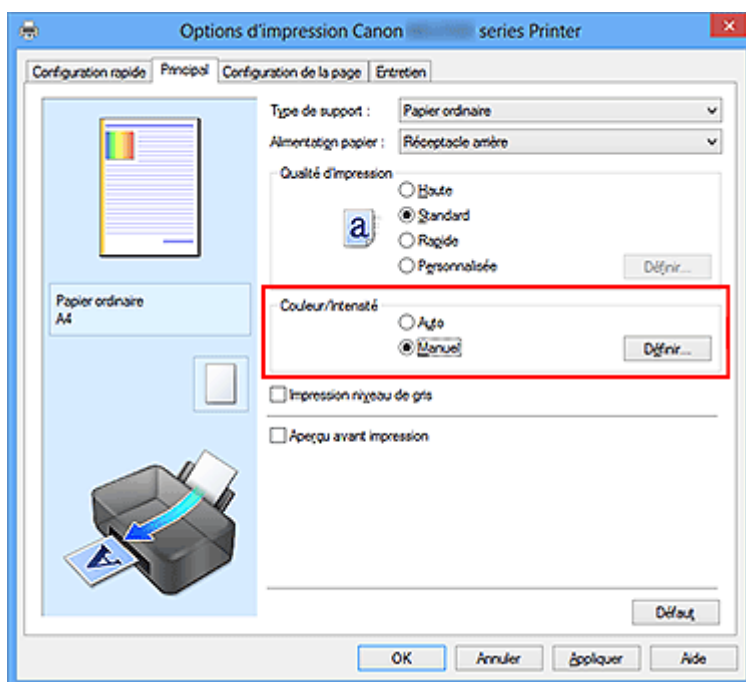 Options d'impression Canon series Printer
Configuration rapide Principal Configuration de la page Entretien
Type de support : Papier ordinaire
Alimentation papier : Réceptacle arrière
Qualité d'impression
Haute
a Standard
Rapide
Personnalisée Définir...
Papier ordinaire
A4
Couleur/Intensité
Auto
Manuel Définir...
Impression niveau de gris
Aperçu avant impression
A
Défaut
OK Annuler Appliquer Aide